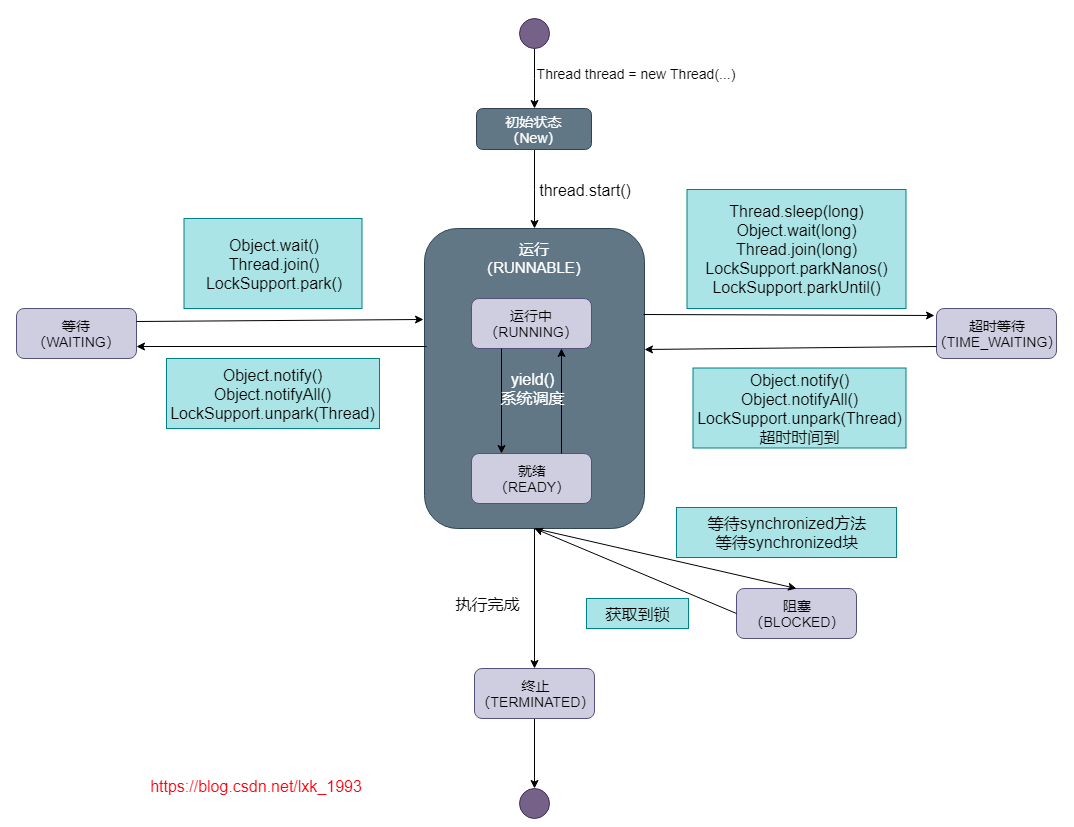 Thread thread = new Thread(...)
初始状态
（New）
thread.start()
Object.wait()
Thread.join()
LockSupport.park()
Thread.sleep(long)
Object.wait(long)
Thread.join(long)
LockSupport.parkNanos()
LockSupport.parkUntil()
运行
(RUNNABLE)
运行中
（RUNNING）
等待
（WAITING）
超时等待
(TIME_WAITING)
Object.notify()
Object.notifyAll()
LockSupport.unpark(Thread)
yield()
系统调度
Object.notify()
Object.notifyAll()
LockSupport.unpark(Thread)
超时时间到
就绪
（READY）
等待synchronized方法
等待synchronized块
执行完成
获取到锁
阻塞
（BLOCKED）
终止
（TERMINATED）
https://blog.csdn.net/lxk_1993